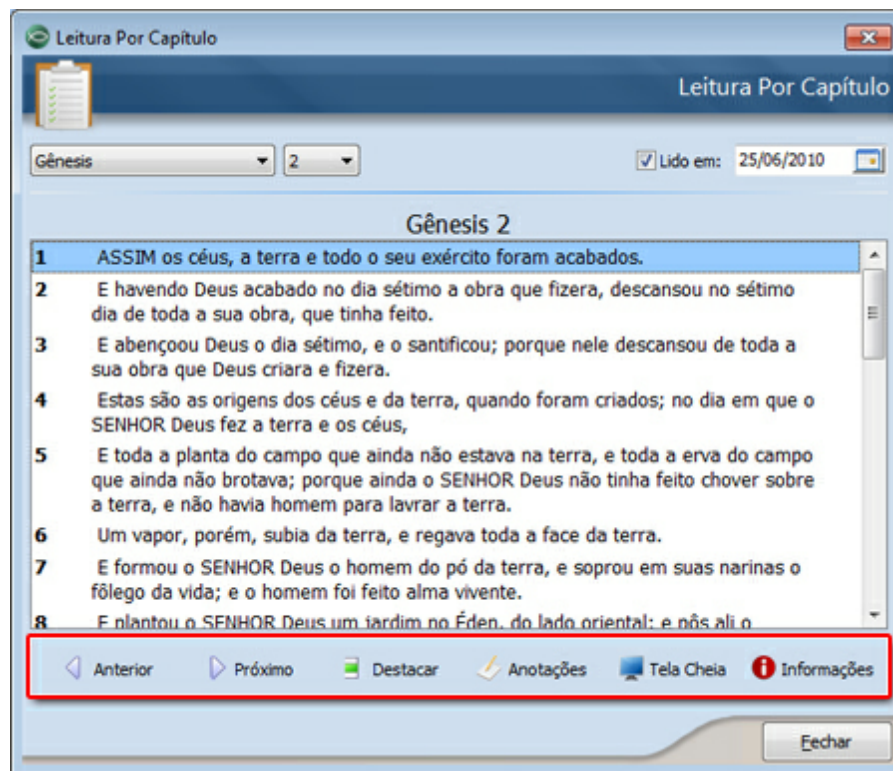 Leitura Por Capítulo
Leitura Por Capítulo
Gênesis 2 Lido em: 25/06/2010
Gênesis 2
1 ASSIM os céus, a terra e todo o seu exército foram acabados.
2 E havendo Deus acabado no dia sétimo a obra que fizera, descansou no sétimo
dia de toda a sua obra, que tinha feito.
3 E abençoou Deus o dia sétimo, e o santificou; porque nele descansou de toda a
sua obra que Deus criara e fizera.
4 Estas são as origens dos céus e da terra, quando foram criados; no dia em que o
SENHOR Deus fez a terra e os céus,
5 E toda a planta do campo que ainda não estava na terra, e toda a erva do campo
que ainda não brotava; porque ainda o SENHOR Deus não tinha feito chover sobre
a terra, e não havia homem para lavrar a terra.
6 Um vapor, porém, subia da terra, e regava toda a face da terra.
7 E formou o SENHOR Deus o homem do pó da terra, e soprou em suas narinas o
fôlego da vida; e o homem foi feito alma vivente.
8 E plantou o SENHOR Deus um jardim no Éden, do lado oriental; e pôs ali o
Anterior Próximo Destacar Anotações Tela Cheia Informações
Fechar